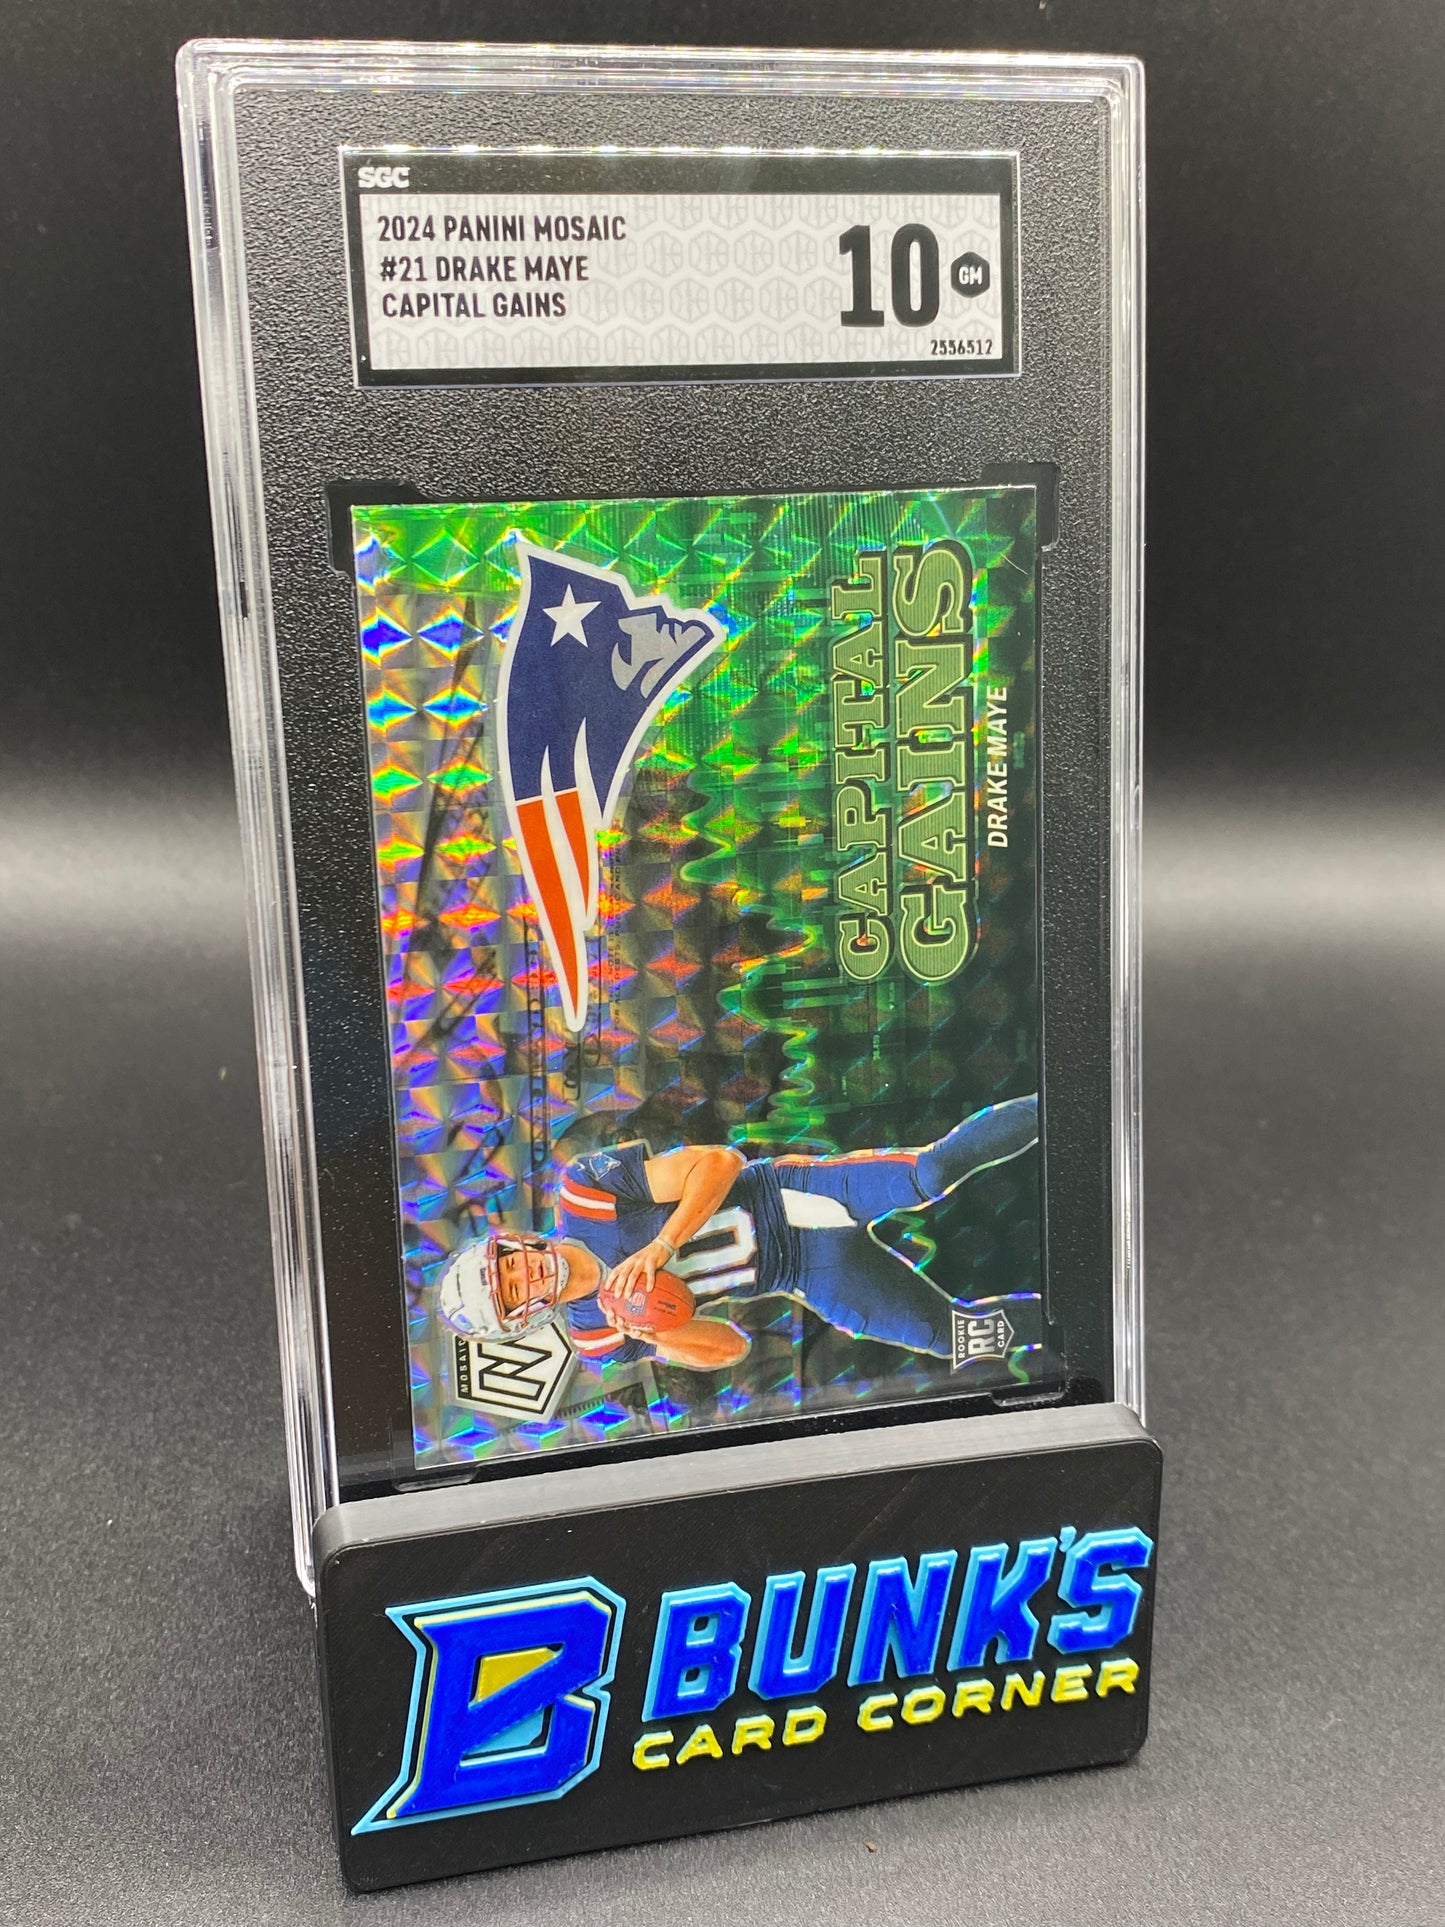 SGC
2024 PANINI MOSAIC
#21 DRAKE MAYE
CAPITAL GAINS
10
GM
2556512
CAPITAL
GAINS
DRAKE MAYE
10
MOSAIC
ROOKIE
RC
CARD
B
BUNK'S
CARD CORNER